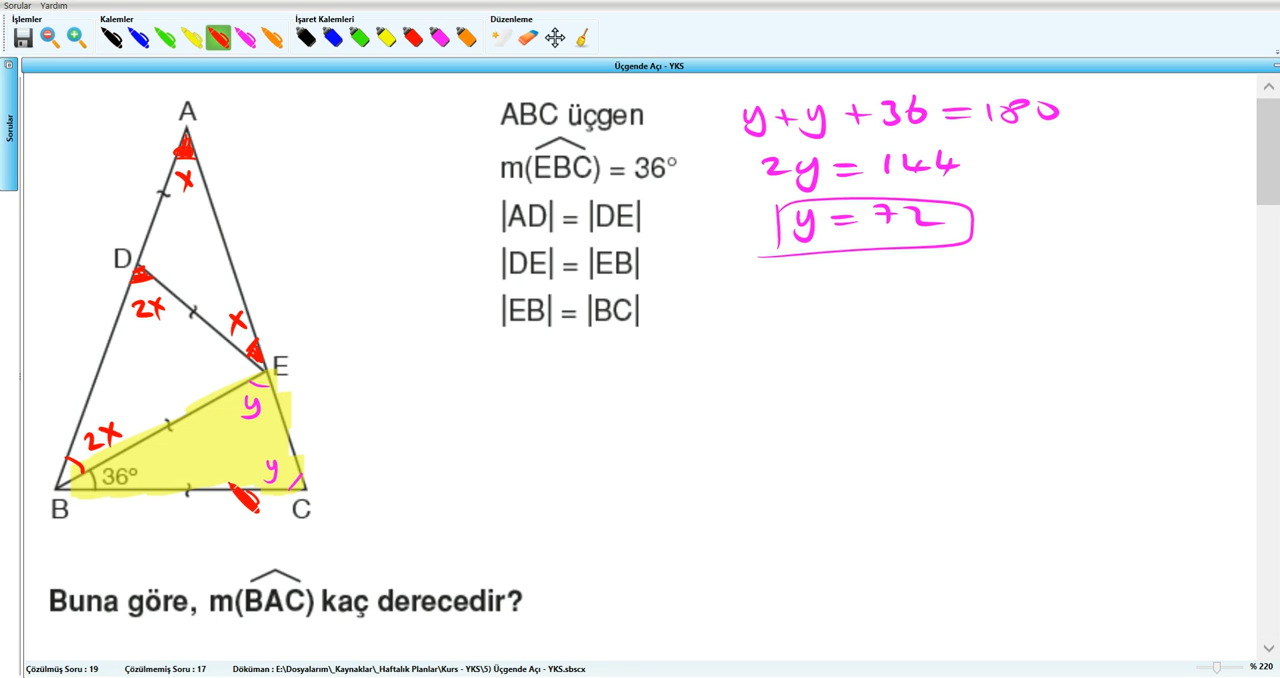 Sorular Yardım
İşlemler Kalemler İşaret Kalemleri Düzenleme
Üçgende Açı - YKS
Sorular
A
x
D
2x
x
E
y
2x
y
36°
B
C
ABC üçgen
m(EBC) = 36°
|AD| = |DE|
|DE| = |EB|
|EB| = |BC|
y + y + 36 = 180
2y = 144
y = 72
Buna göre, m(BAC) kaç derecedir?
Çözülmüş Soru : 19 Çözülmemiş Soru : 17 Döküman : E:\Dosyalarım\_Kaynaklar\_Haftalık Planlar\Kurs - YKS\5) Üçgende Açı - YKS.sbscx % 220